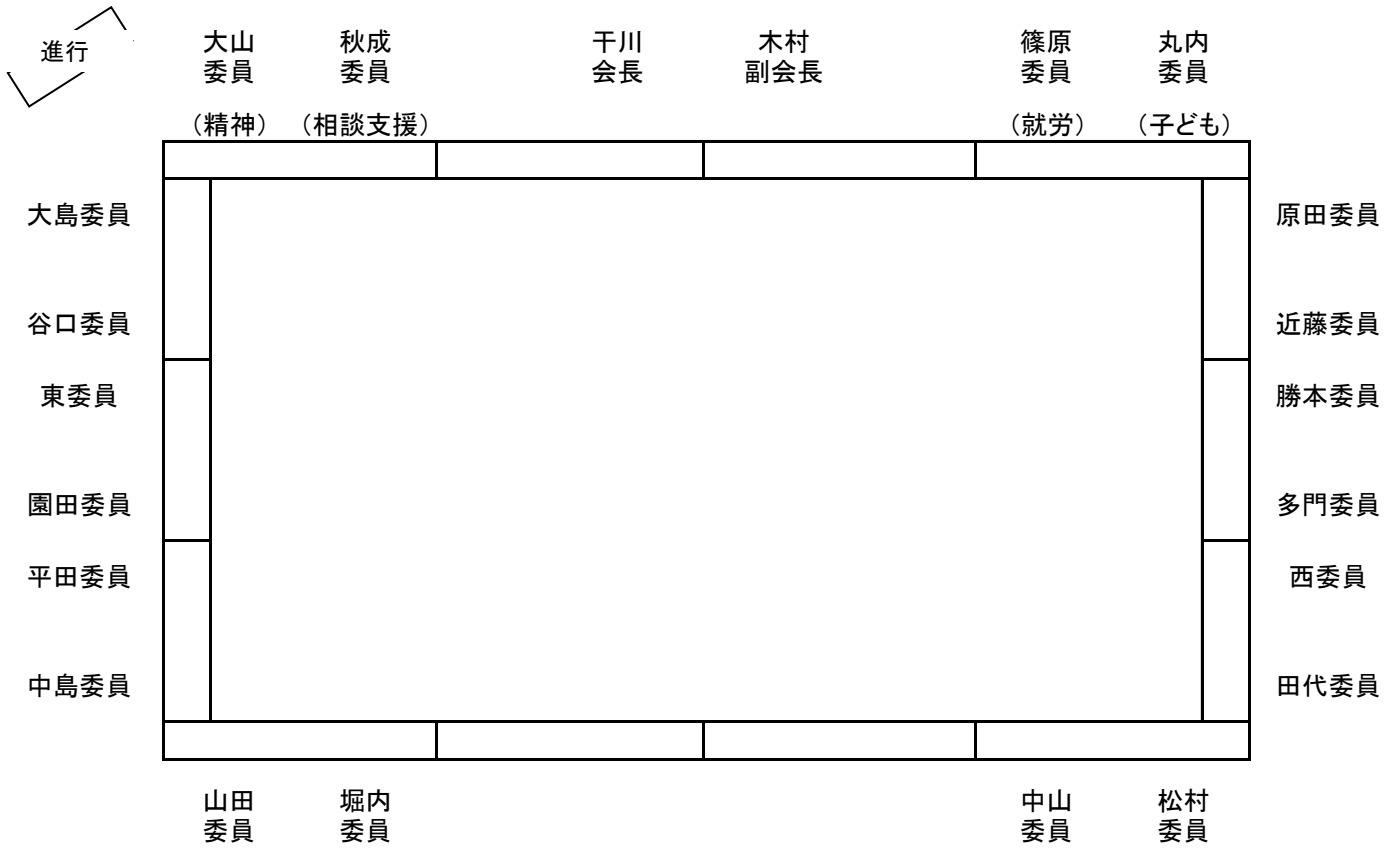 進行
大山 秋成 干川 木村 篠原 丸内
委員 委員 会長 副会長 委員 委員
（精神） （相談支援） （就労） （子ども）
大島委員 原田委員
谷口委員 近藤委員
東委員 勝本委員
園田委員 多門委員
平田委員 西委員
中島委員 田代委員
山田 堀内 中山 松村
委員 委員 委員 委員